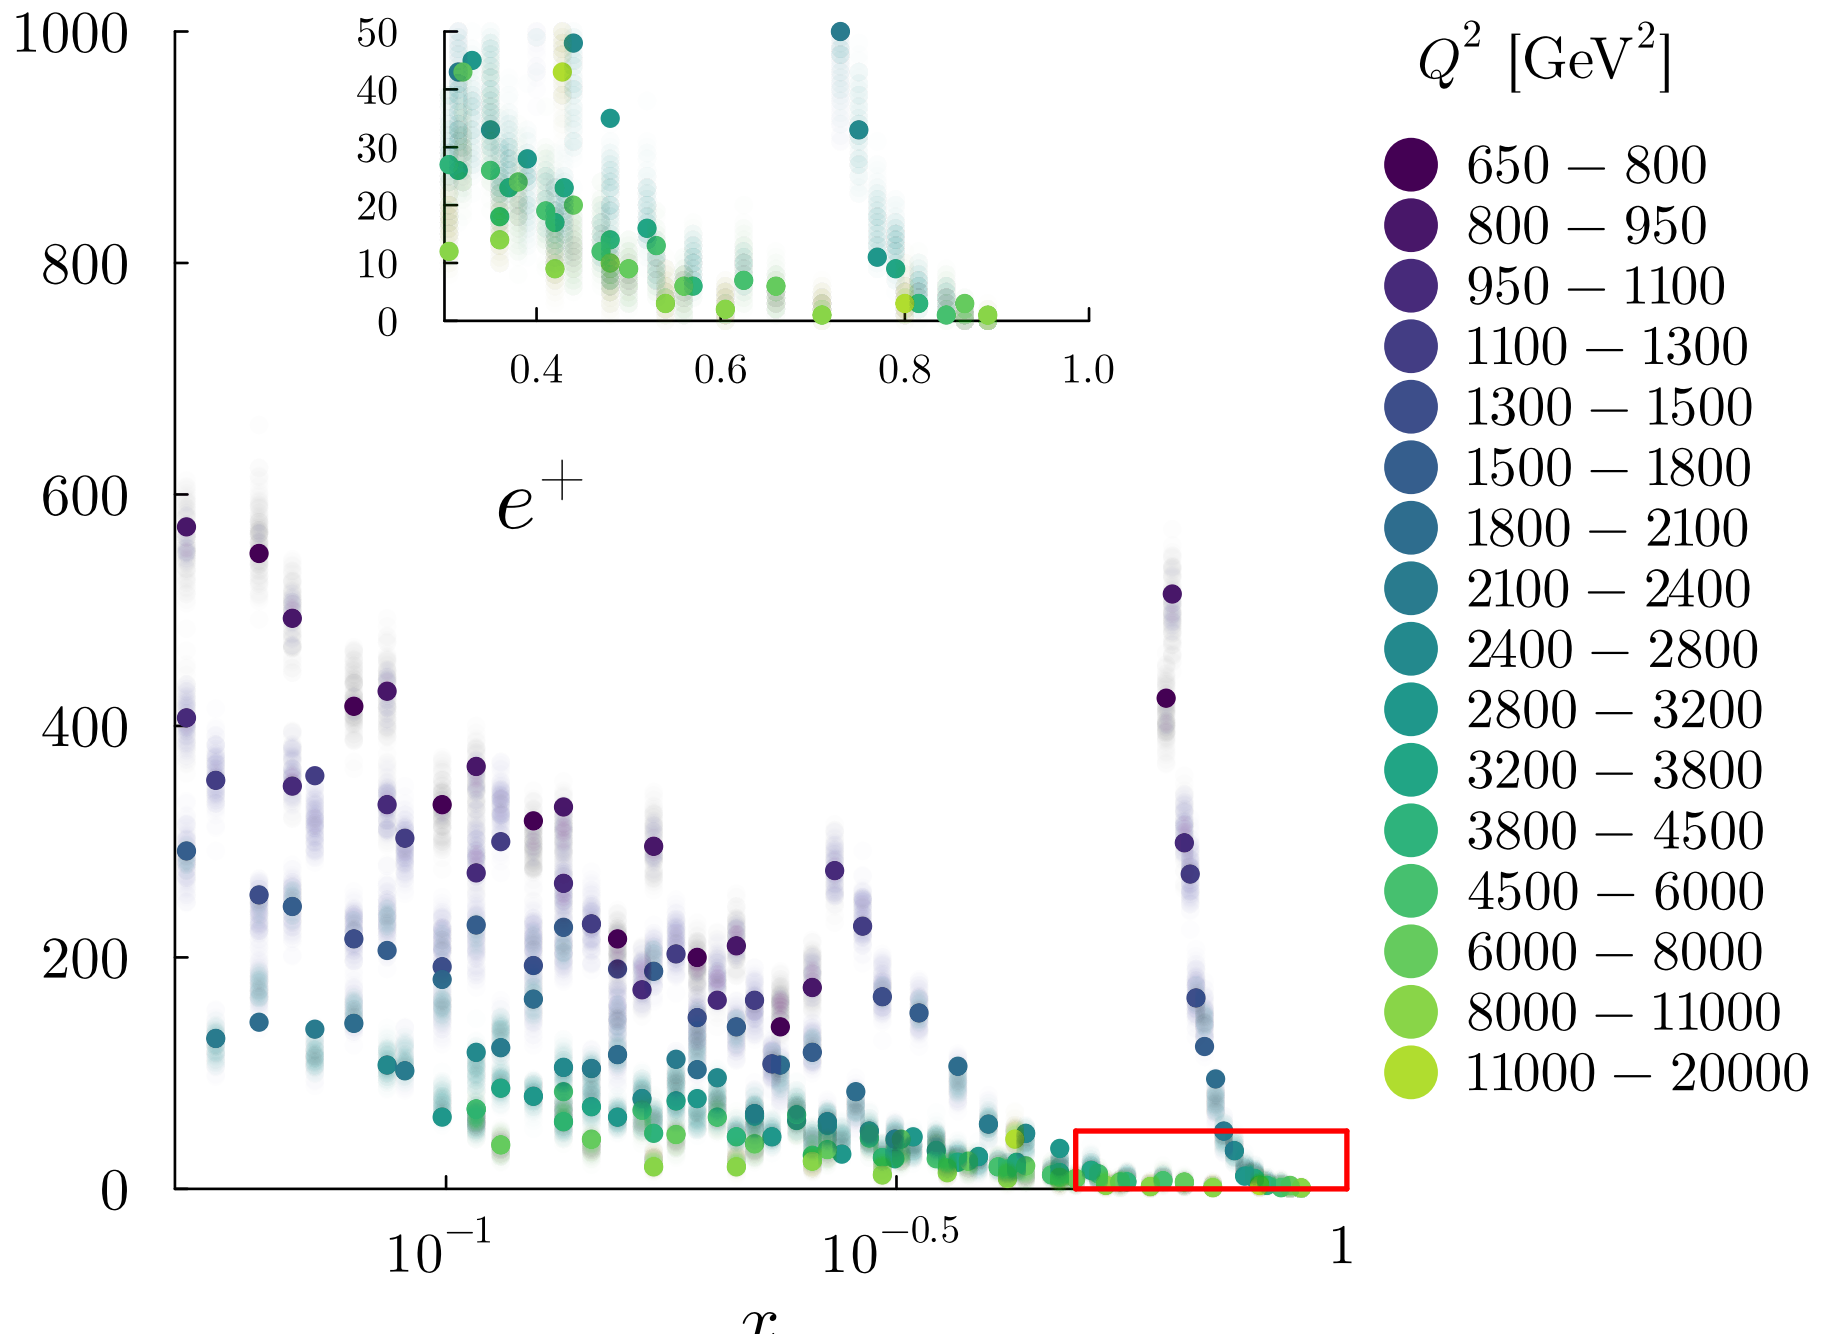 1000
800
600
400
200
0
50
40
30
20
10
0
0.4 0.6 0.8 1.0
e⁺
10⁻¹ 10⁻⁰·⁵ 1
x
Q² [GeV²]
650 − 800
800 − 950
950 − 1100
1100 − 1300
1300 − 1500
1500 − 1800
1800 − 2100
2100 − 2400
2400 − 2800
2800 − 3200
3200 − 3800
3800 − 4500
4500 − 6000
6000 − 8000
8000 − 11000
11000 − 20000